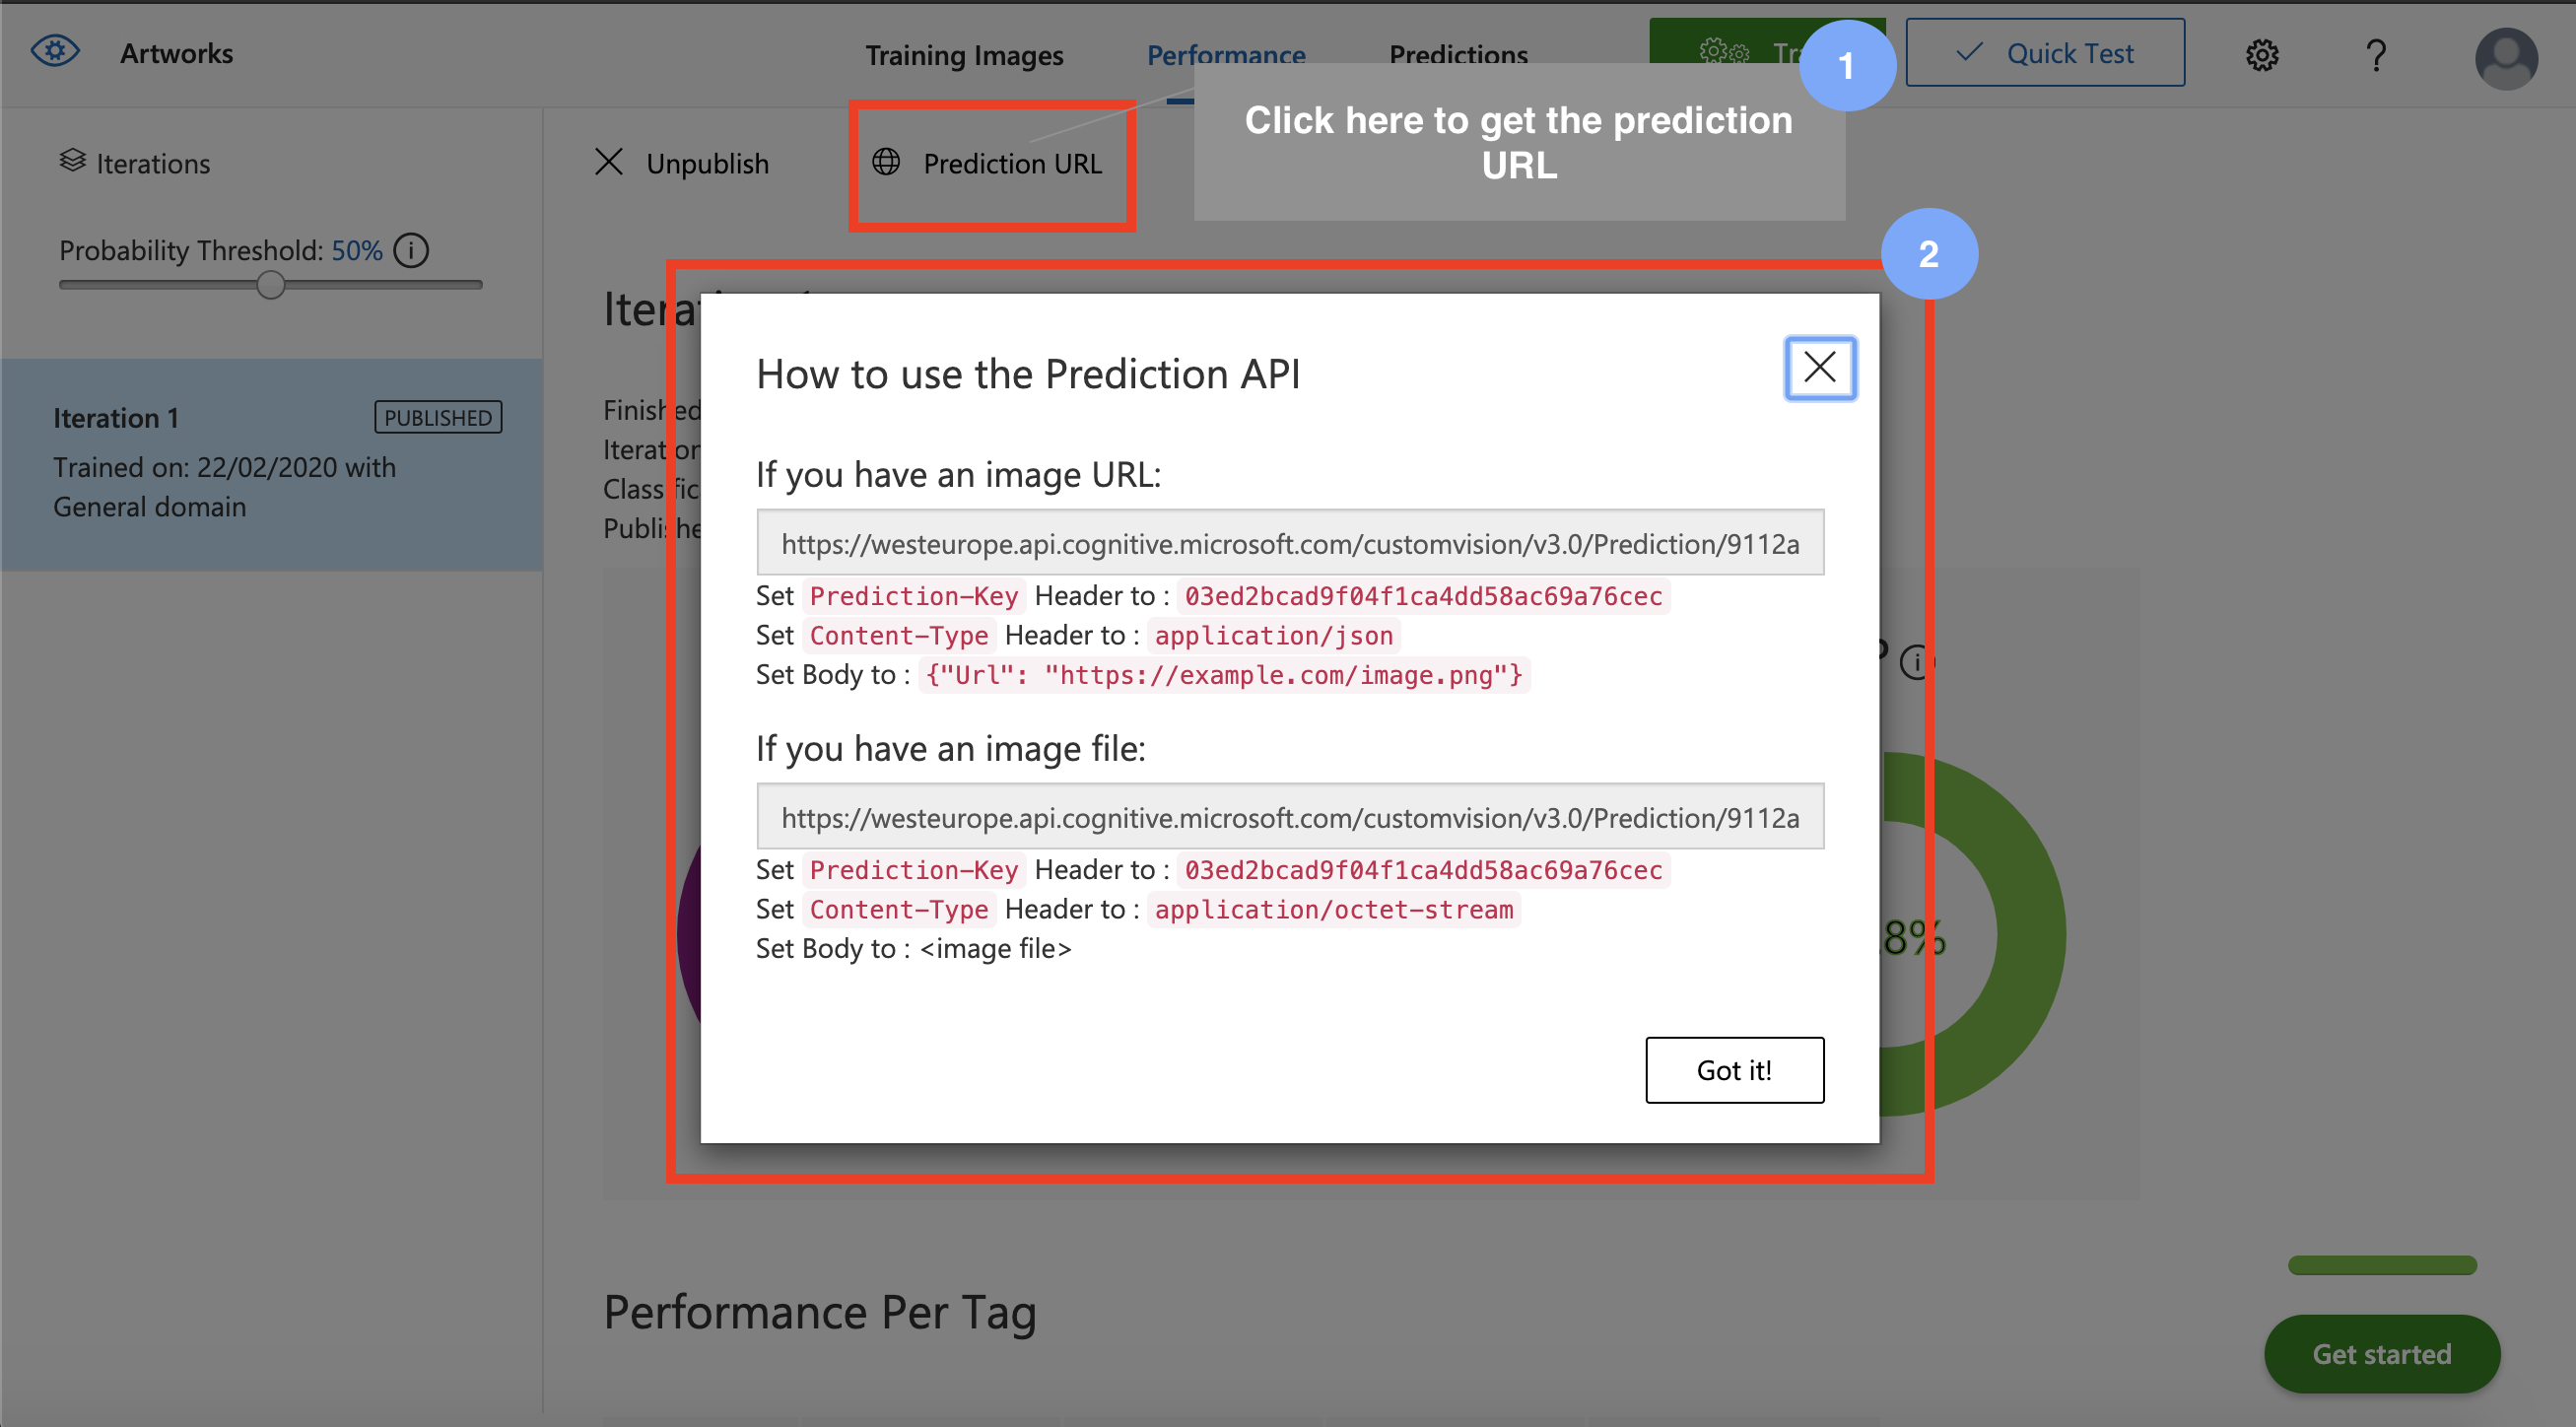 Artworks
Training Images
Performance
Predictions
1
Quick Test
?
Iterations
Unpublish
Prediction URL
Click here to get the prediction
URL
Probability Threshold: 50%
2
Iteration 1
PUBLISHED
Trained on: 22/02/2020 with
General domain
How to use the Prediction API
If you have an image URL:
https://westeurope.api.cognitive.microsoft.com/customvision/v3.0/Prediction/9112a
Set Prediction-Key Header to : 03ed2bcad9f04f1ca4dd58ac69a76cec
Set Content-Type Header to : application/json
Set Body to : {"Url": "https://example.com/image.png"}
If you have an image file:
https://westeurope.api.cognitive.microsoft.com/customvision/v3.0/Prediction/9112a
Set Prediction-Key Header to : 03ed2bcad9f04f1ca4dd58ac69a76cec
Set Content-Type Header to : application/octet-stream
Set Body to : <image file>
Got it!
Finished
8%
Performance Per Tag
Get started